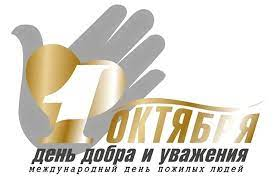 1 ОКТЯБРЯ
день добра и уважения
международный день пожилых людей